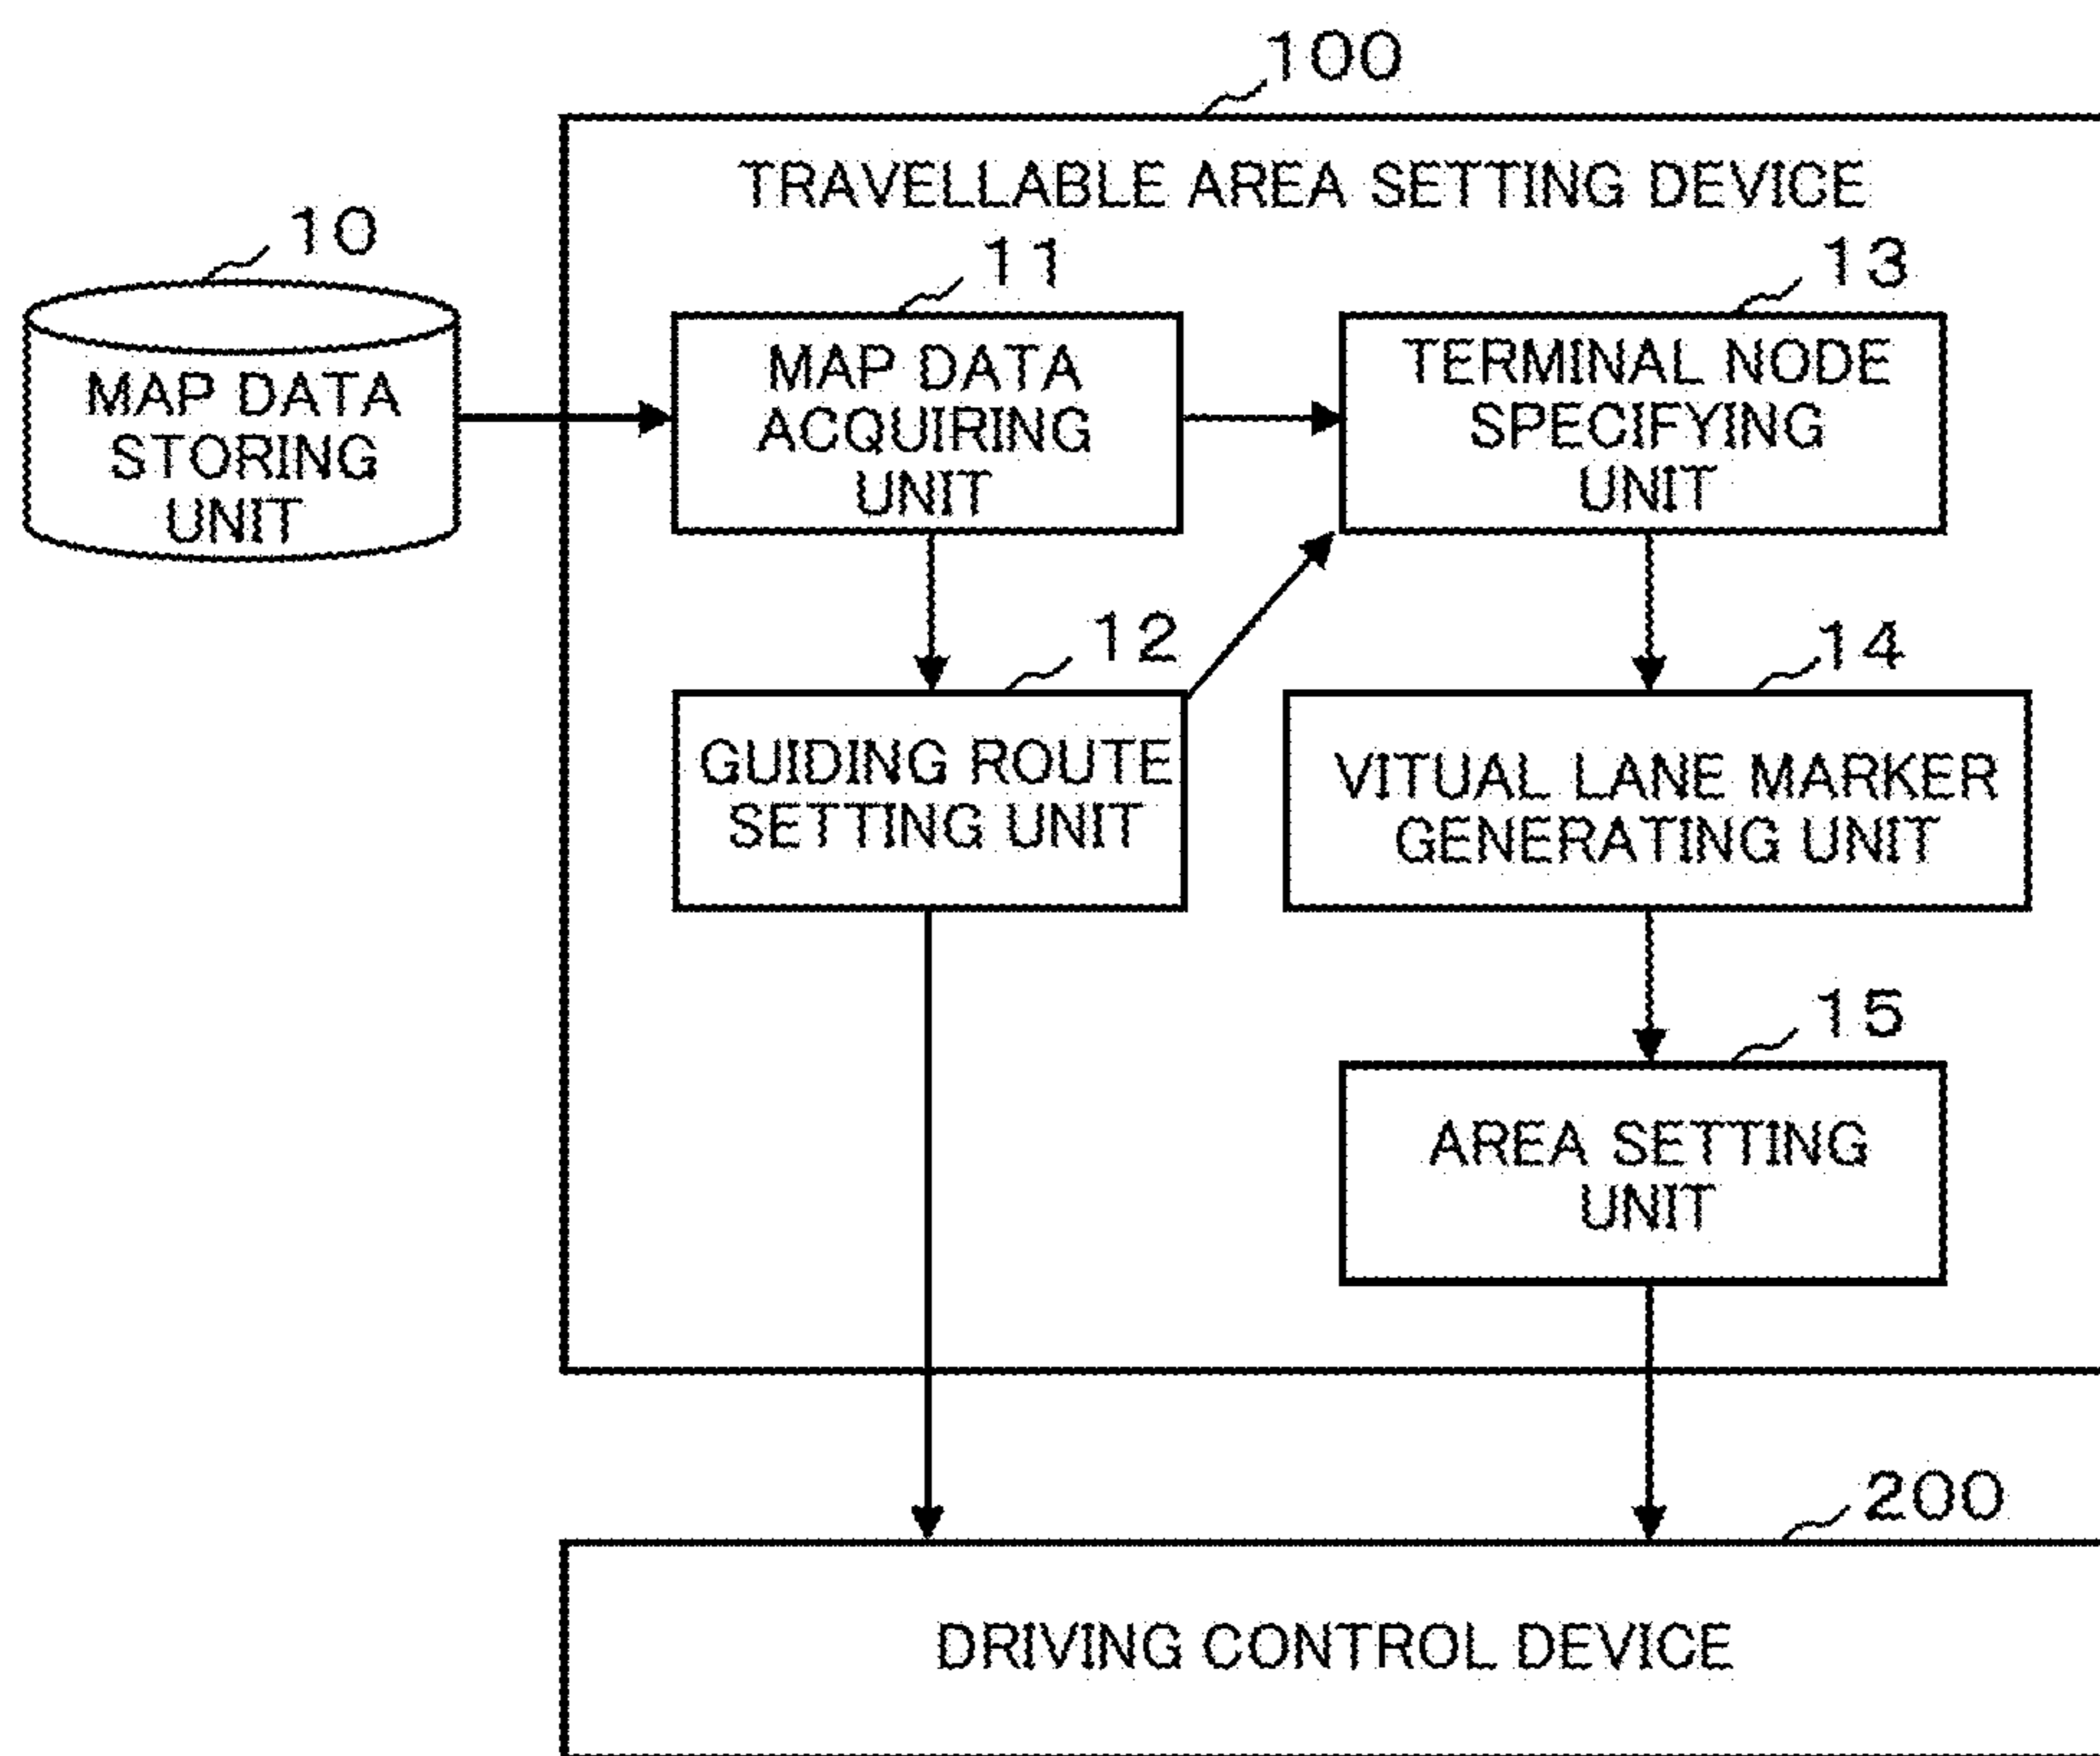 100
TRAVELLABLE AREA SETTING DEVICE
10
MAP DATA
STORING
UNIT
11
MAP DATA
ACQUIRING
UNIT
13
TERMINAL NODE
SPECIFYING
UNIT
12
GUIDING ROUTE
SETTING UNIT
14
VITUAL LANE MARKER
GENERATING UNIT
15
AREA SETTING
UNIT
200
DRIVING CONTROL DEVICE